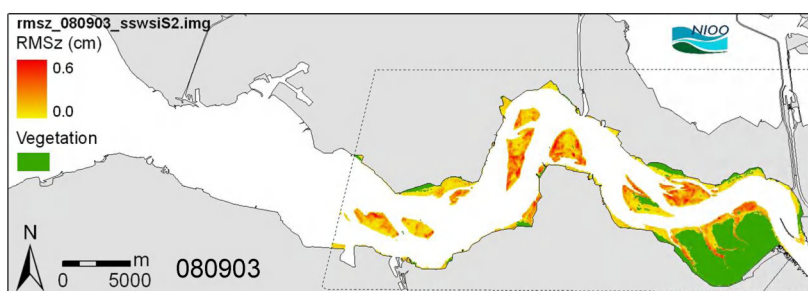 rmsz_080903_sswsiS2.img
RMSz (cm)
0.6
0.0
Vegetation
NIOO
N
m
0 5000
080903